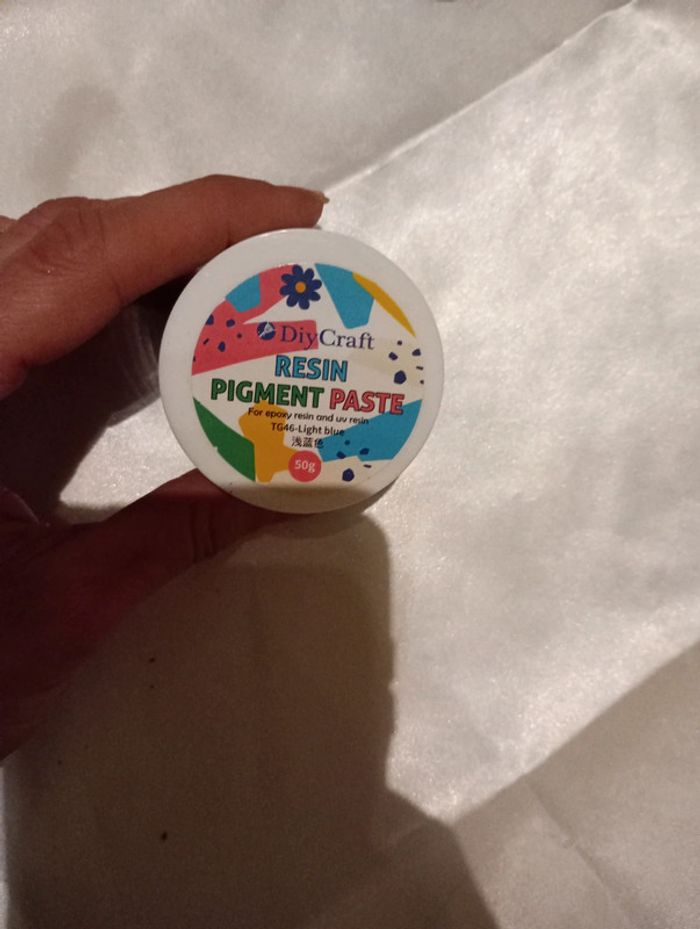 DiyCraft
RESIN
PIGMENT PASTE
For epoxy resin and uv resin
TG46-Light blue
浅蓝色
50g